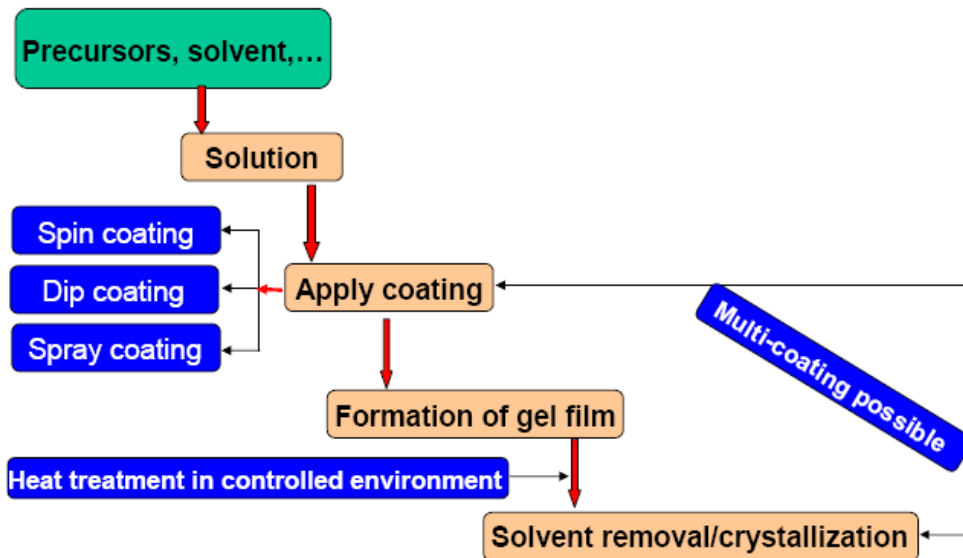 Precursors, solvent,...
Solution
Spin coating
Dip coating
Spray coating
Apply coating
Multi-coating possible
Formation of gel film
Heat treatment in controlled environment
Solvent removal/crystallization